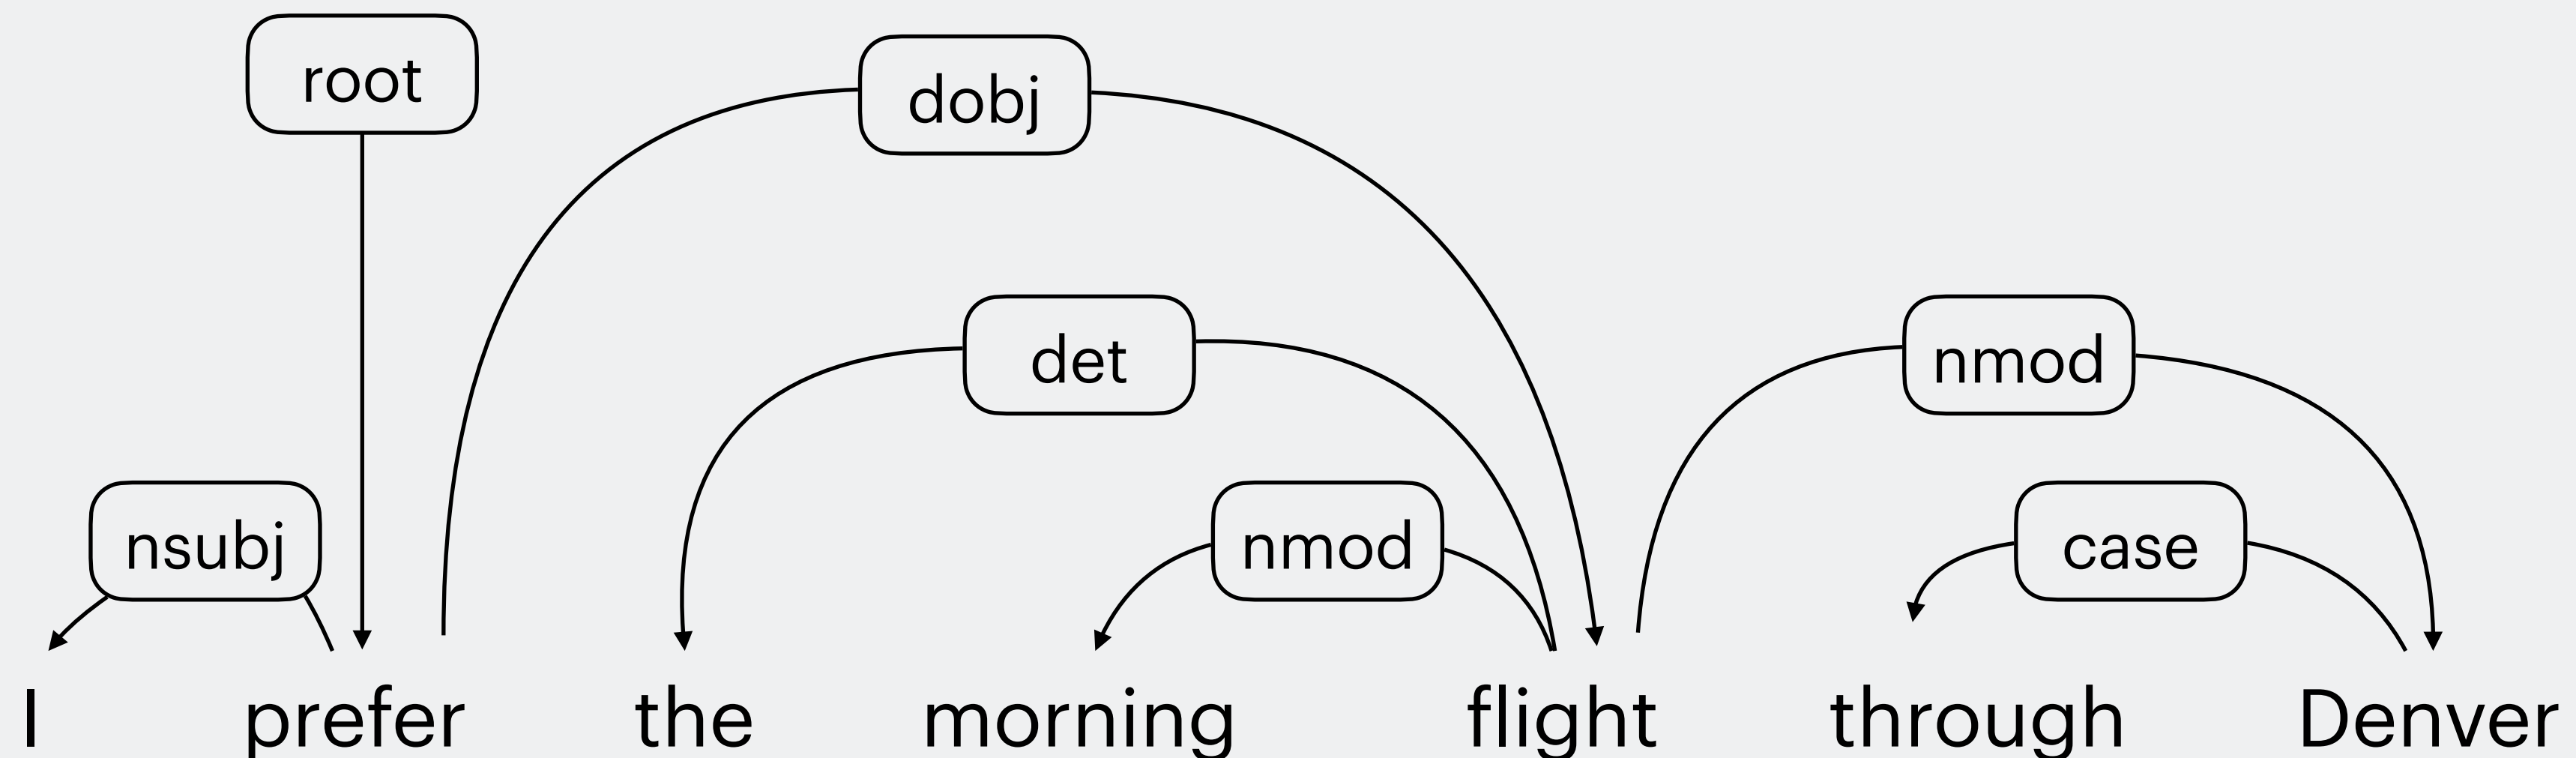 root
dobj
det
nmod
nsubj
nmod
case
I prefer the morning flight through Denver